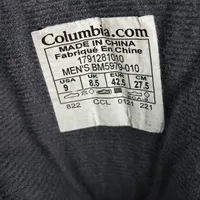 Columbia.com
MADE IN CHINA
Fabriqué En Chine
1791281010
MEN'S BM5979-010
USA UK EUR CM
9 8.5 42.5 27.5
822 CCL 0121 221